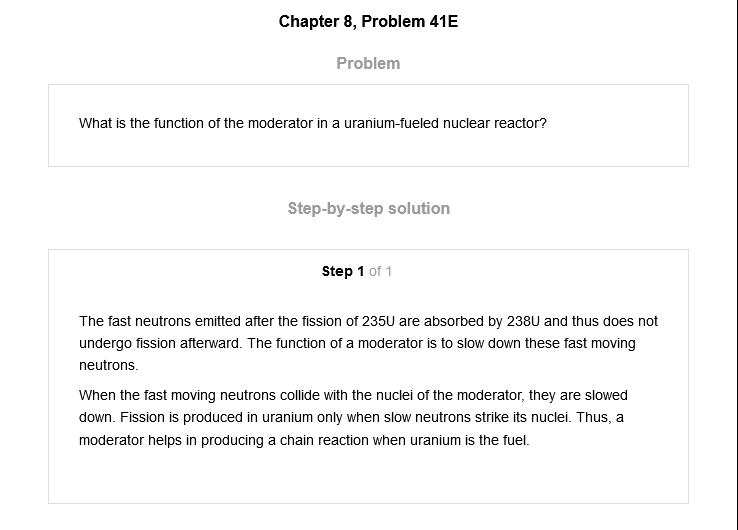 Chapter 8, Problem 41E
Problem
What is the function of the moderator in a uranium-fueled nuclear reactor?
Step-by-step solution
Step 1 of 1
The fast neutrons emitted after the fission of 235U are absorbed by 238U and thus does not
undergo fission afterward. The function of a moderator is to slow down these fast moving
neutrons.
When the fast moving neutrons collide with the nuclei of the moderator, they are slowed
down. Fission is produced in uranium only when slow neutrons strike its nuclei. Thus, a
moderator helps in producing a chain reaction when uranium is the fuel.